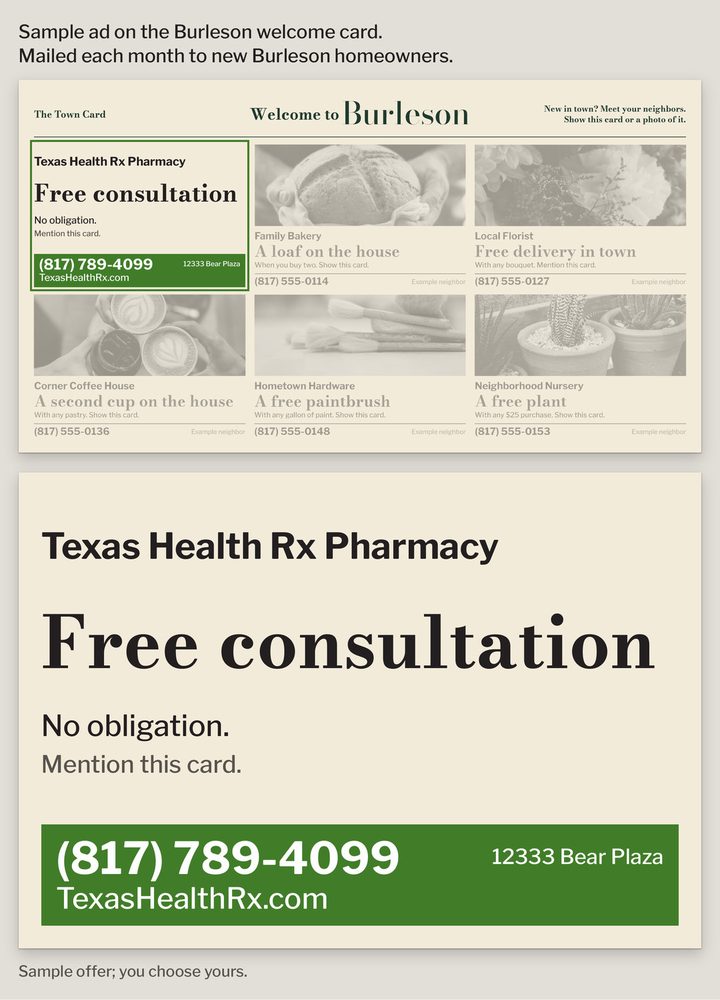 Sample ad on the Burleson welcome card.
Mailed each month to new Burleson homeowners.
The Town Card
Welcome to Burleson
New in town? Meet your neighbors.
Show this card or a photo of it.
Texas Health Rx Pharmacy
Free consultation
No obligation.
Mention this card.
(817) 789-4099
12333 Bear Plaza
TexasHealthRx.com
Family Bakery
A loaf on the house
When you buy two. Show this card.
(817) 555-0114
Example neighbor
Local Florist
Free delivery in town
With any bouquet. Mention this card.
(817) 555-0127
Example neighbor
Corner Coffee House
A second cup on the house
With any pastry. Show this card.
(817) 555-0136
Example neighbor
Hometown Hardware
A free paintbrush
With any gallon of paint. Show this card.
(817) 555-0148
Example neighbor
Neighborhood Nursery
A free plant
With any $25 purchase. Show this card.
(817) 555-0153
Example neighbor
Texas Health Rx Pharmacy
Free consultation
No obligation.
Mention this card.
(817) 789-4099
12333 Bear Plaza
TexasHealthRx.com
Sample offer; you choose yours.